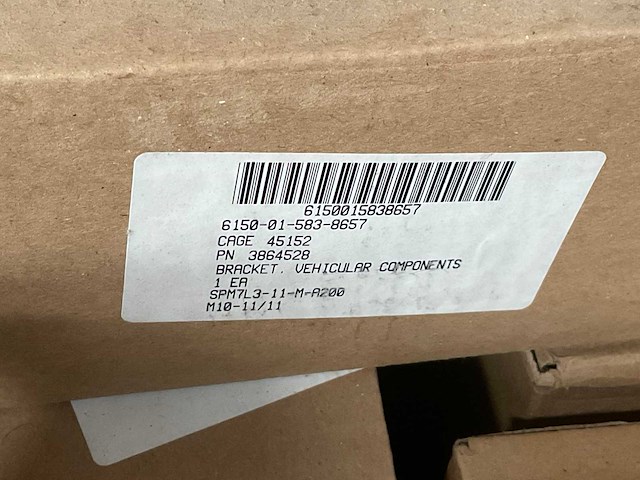 6150015838657
6150-01-583-8657
CAGE 45152
PN 3864528
BRACKET, VEHICULAR COMPONENTS
1 EA
SPM7L3-11-M-A200
M10-11/11